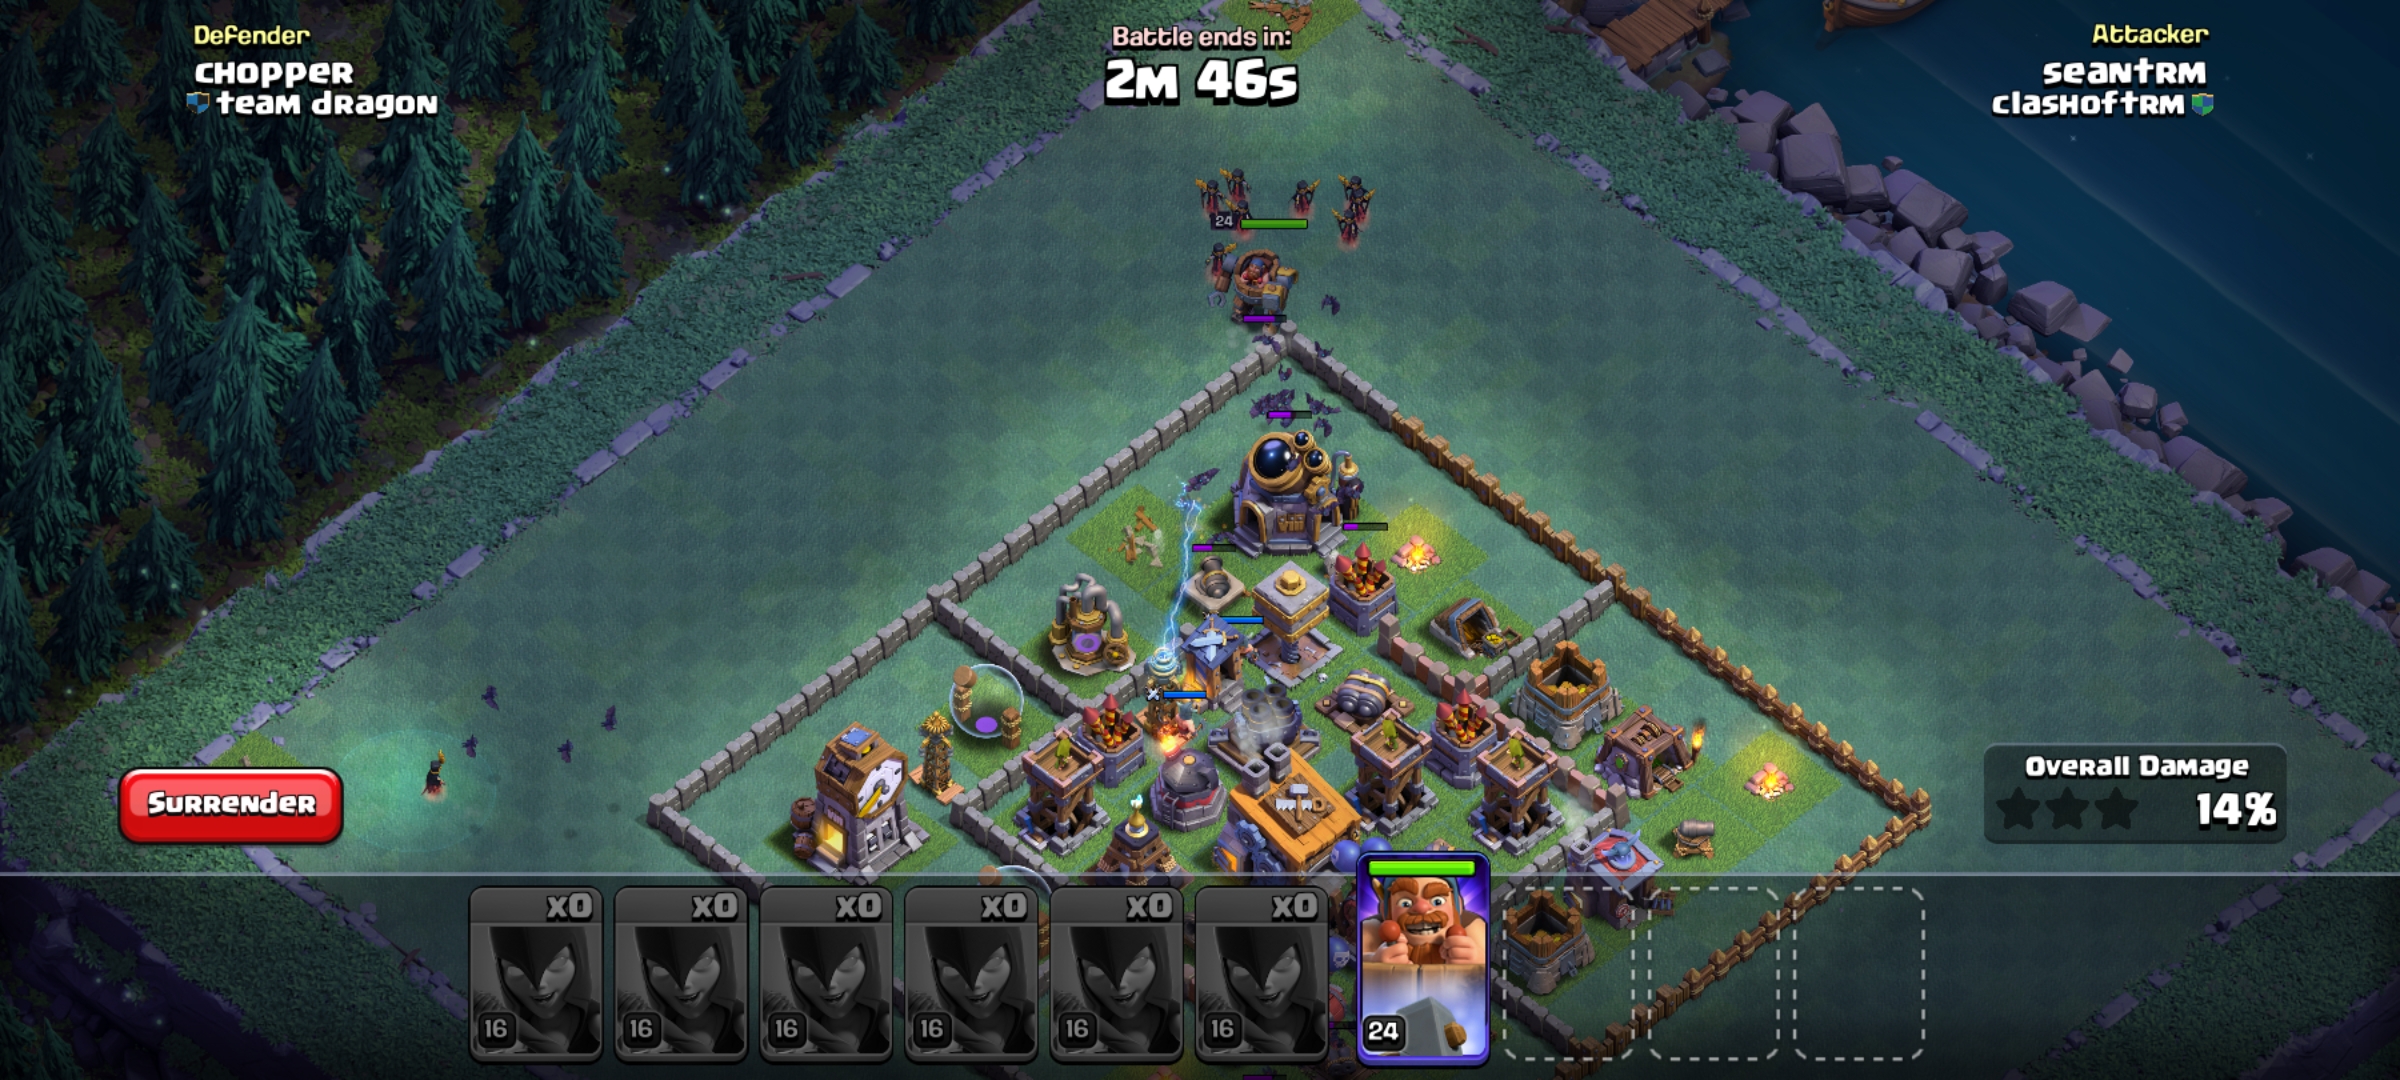 Defender
CHOPPER
team dragon
Battle ends in:
2M 46s
Attacker
seantRM
clashoftRM
24
Surrender
Overall Damage
14%
x0
x0
x0
x0
x0
x0
16
16
16
16
16
16
24